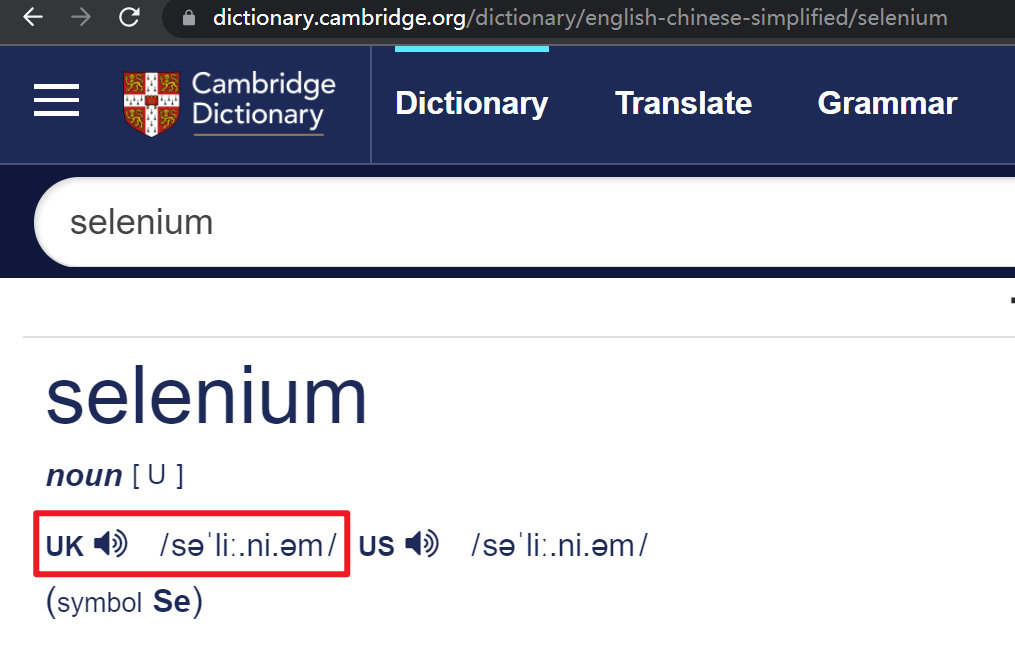 dictionary.cambridge.org/dictionary/english-chinese-simplified/selenium
Cambridge
Dictionary
Dictionary Translate Grammar
selenium
selenium
noun [ U ]
UK /səˈliː.ni.əm/ US /səˈliː.ni.əm/
(symbol Se)